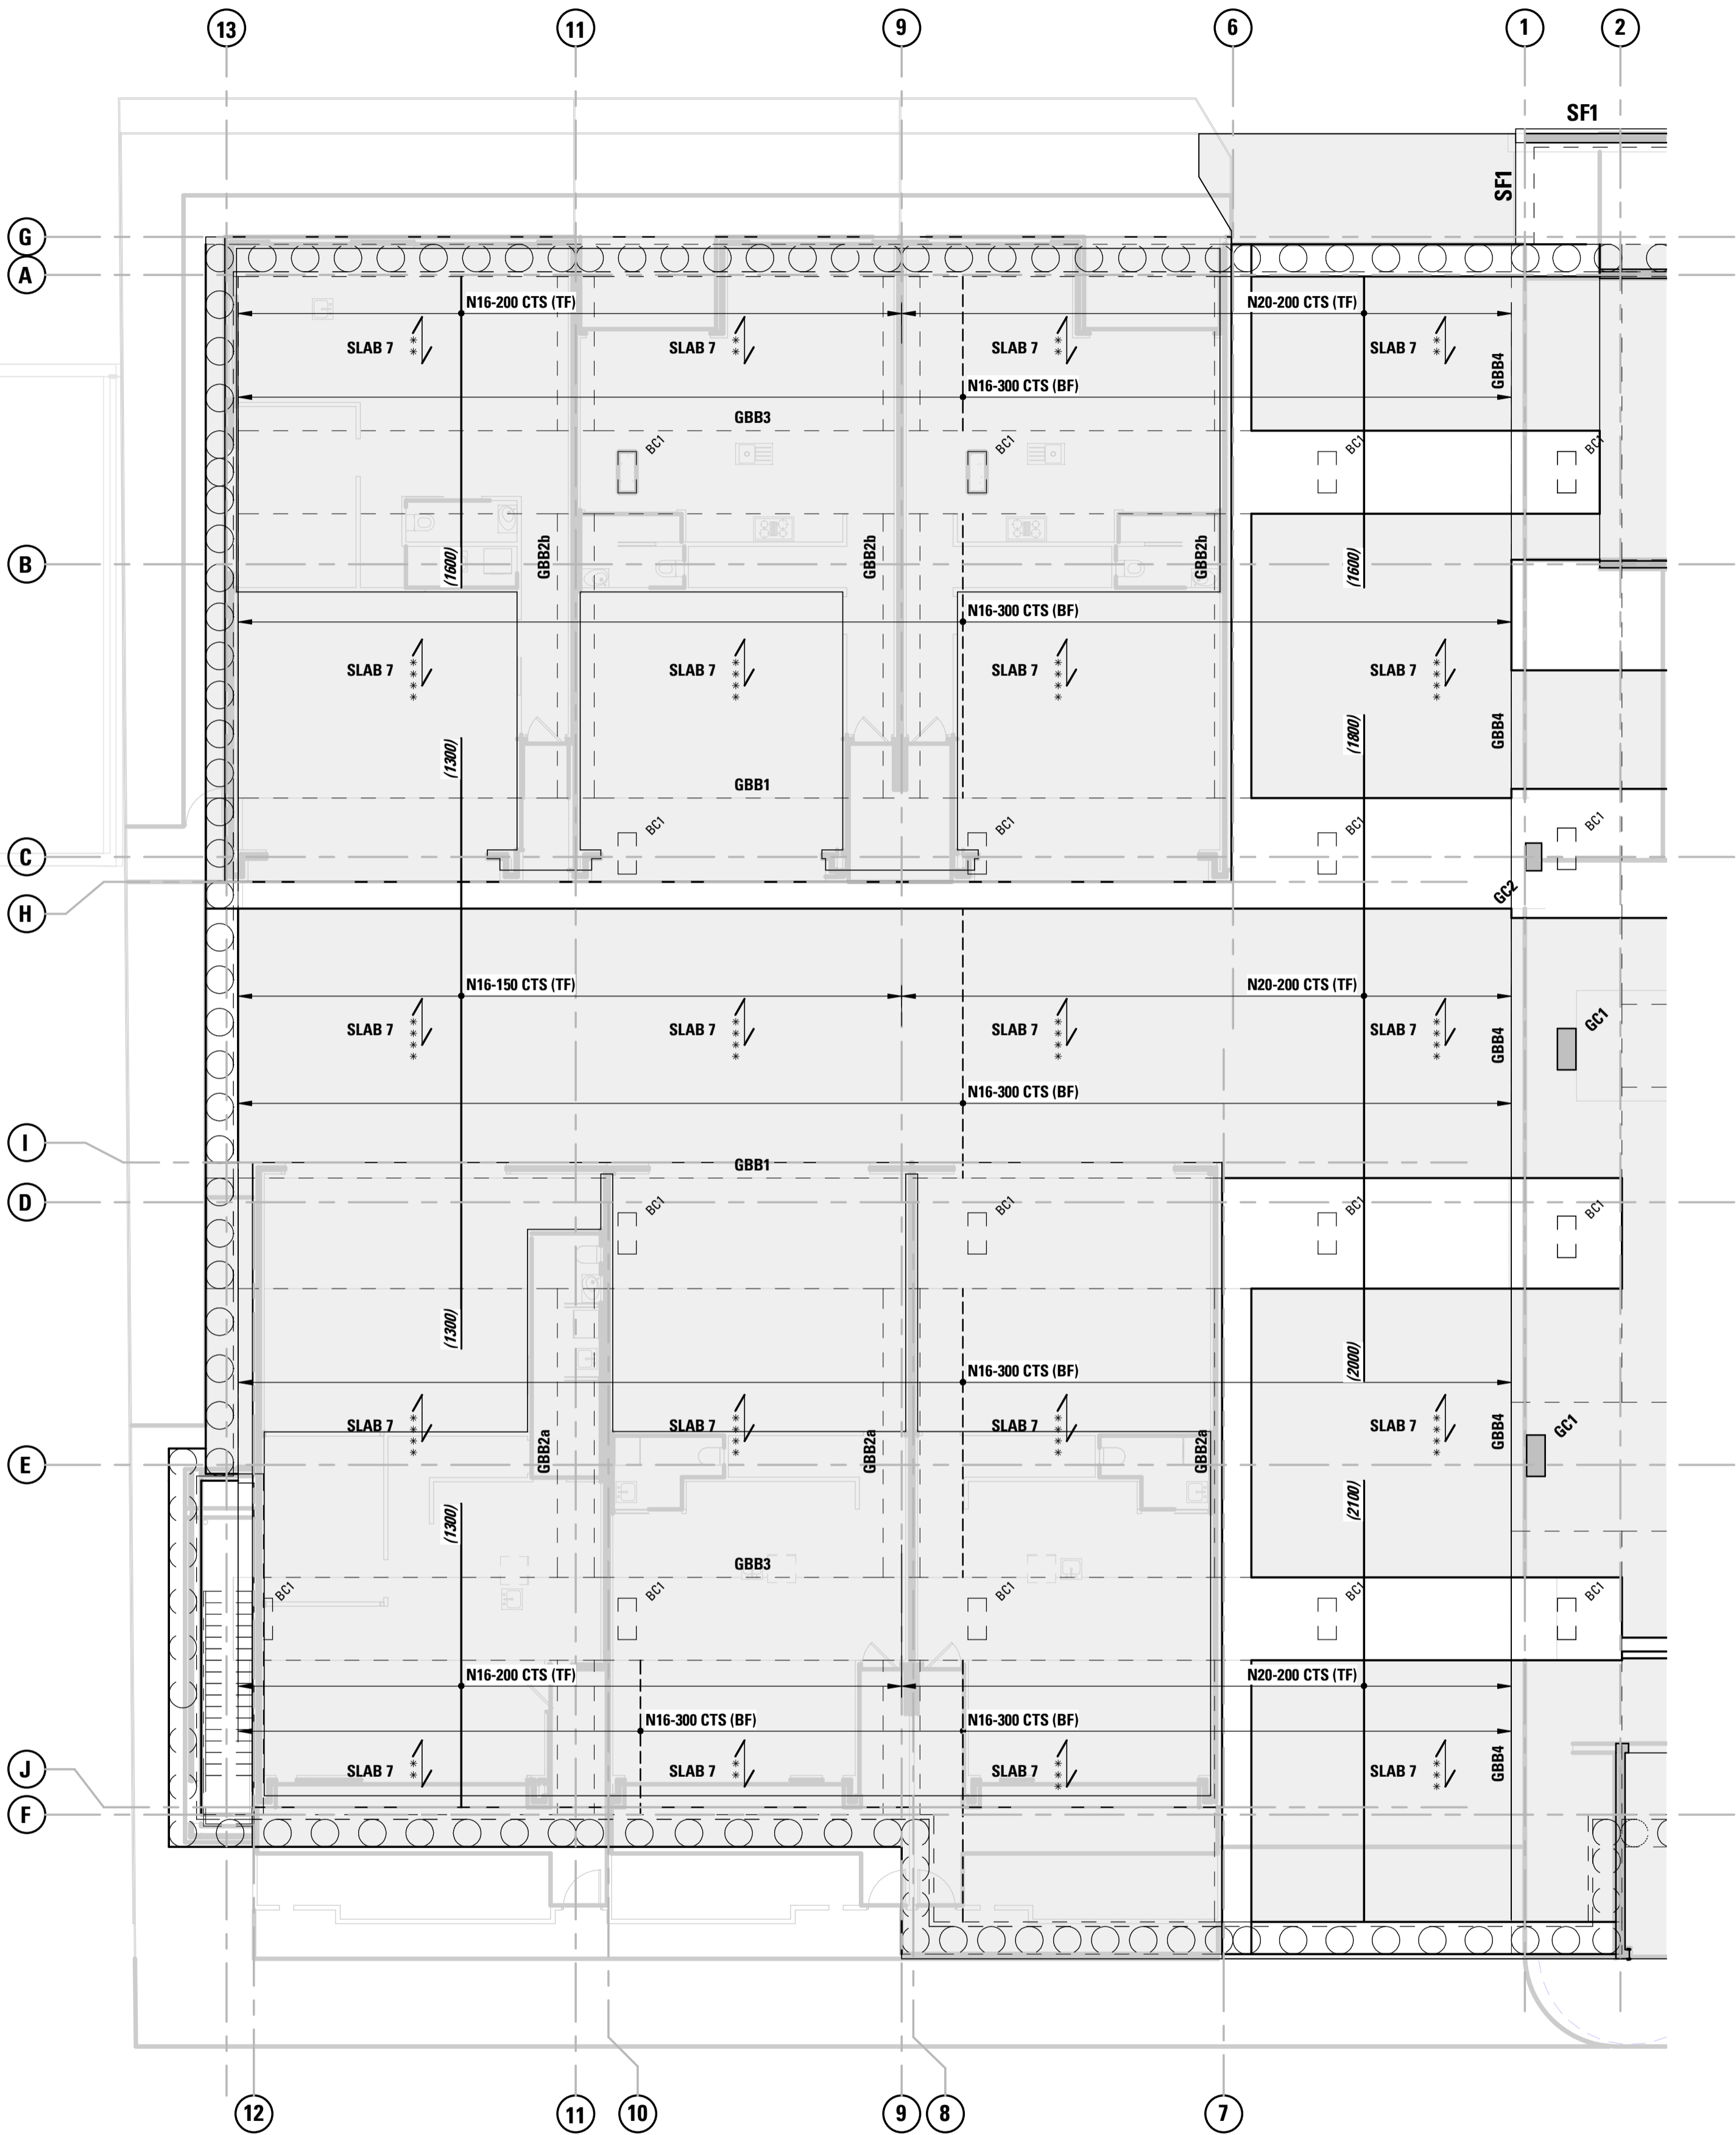 13 11 9 6 1 2
SF1
SF1
G
A
N16-200 CTS (TF) N20-200 CTS (TF)
SLAB 7 SLAB 7 SLAB 7 SLAB 7
GBB4
N16-300 CTS (BF)
GBB3
BC1 BC1 BC1 BC1
B
(1600) GBB2b GBB2b GBB2b (1600)
N16-300 CTS (BF)
SLAB 7 SLAB 7 SLAB 7 SLAB 7
(1300) (1800) GBB4
GBB1
BC1 BC1 BC1 BC1
C
GC2
H
N16-150 CTS (TF) N20-200 CTS (TF)
SLAB 7 SLAB 7 SLAB 7 SLAB 7
GBB4 GC1
N16-300 CTS (BF)
I
GBB1
D
BC1 BC1 BC1 BC1
(1300) (2000)
N16-300 CTS (BF)
SLAB 7 SLAB 7 SLAB 7 SLAB 7
GBB2a GBB2a GBB2a GBB4 GC1
E
(1300) (2100)
GBB3
BC1 BC1 BC1 BC1 BC1
N16-200 CTS (TF) N20-200 CTS (TF)
N16-300 CTS (BF) N16-300 CTS (BF)
SLAB 7 SLAB 7 SLAB 7 SLAB 7
GBB4
J
F
12 11 10 9 8 7